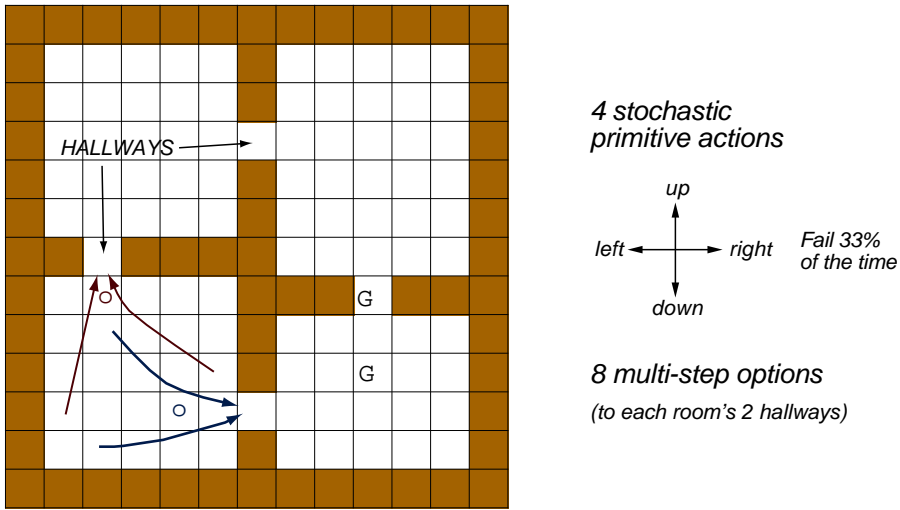 HALLWAYS
O
G
G
O
4 stochastic
primitive actions
up
left
right
down
Fail 33%
of the time
8 multi-step options
(to each room's 2 hallways)